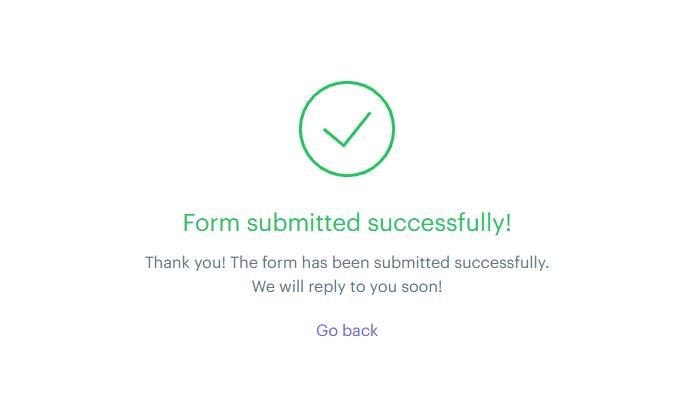 Form submitted successfully!
Thank you! The form has been submitted successfully.
We will reply to you soon!
Go back